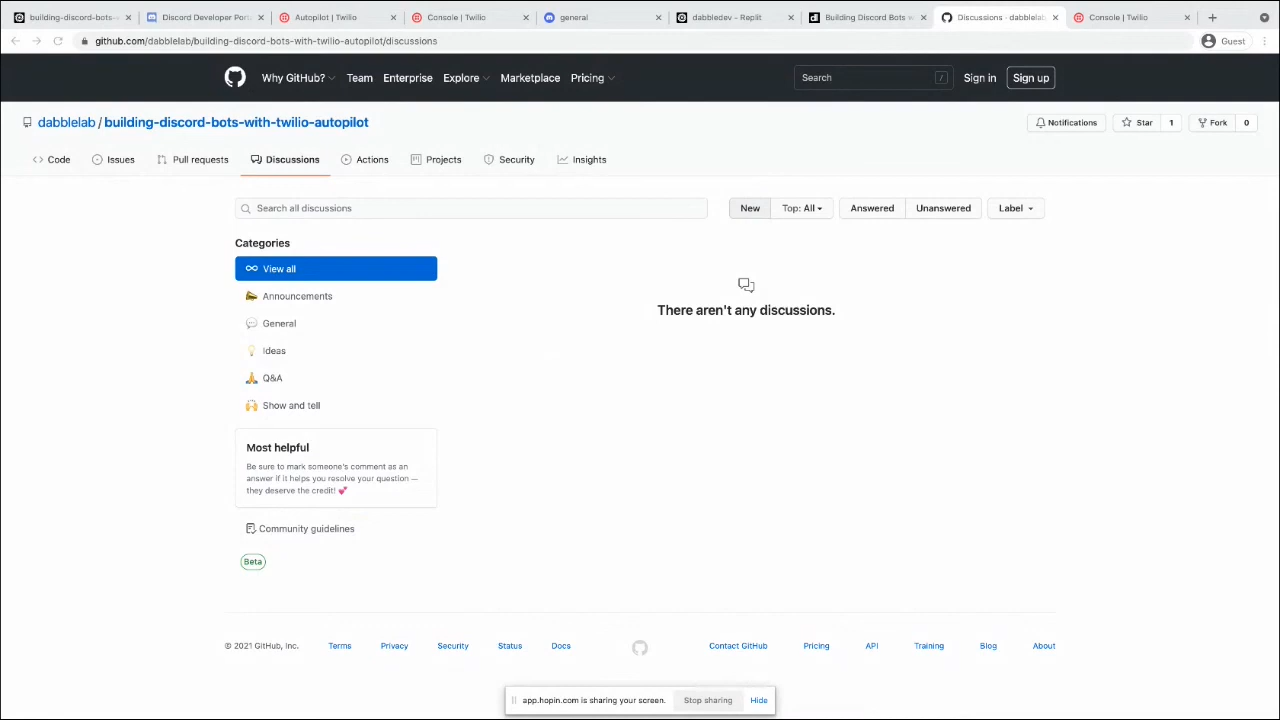 building-discord-bots-
Discord Developer Port
Autopilot | Twilio
Console | Twilio
general
dabbledev - Replit
Building Discord Bots w
Discussions · dabblelab
Console | Twilio
github.com/dabblelab/building-discord-bots-with-twilio-autopilot/discussions
Guest
Why GitHub?
Team
Enterprise
Explore
Marketplace
Pricing
Search
/
Sign in
Sign up
dabblelab / building-discord-bots-with-twilio-autopilot
Notifications
Star
1
Fork
0
Code
Issues
Pull requests
Discussions
Actions
Projects
Security
Insights
Search all discussions
New
Top: All
Answered
Unanswered
Label
Categories
View all
Announcements
General
Ideas
Q&A
Show and tell
There aren't any discussions.
Most helpful
Be sure to mark someone's comment as an
answer if it helps you resolve your question —
they deserve the credit! 💕
Community guidelines
Beta
© 2021 GitHub, Inc.
Terms
Privacy
Security
Status
Docs
Contact GitHub
Pricing
API
Training
Blog
About
app.hopin.com is sharing your screen.
Stop sharing
Hide